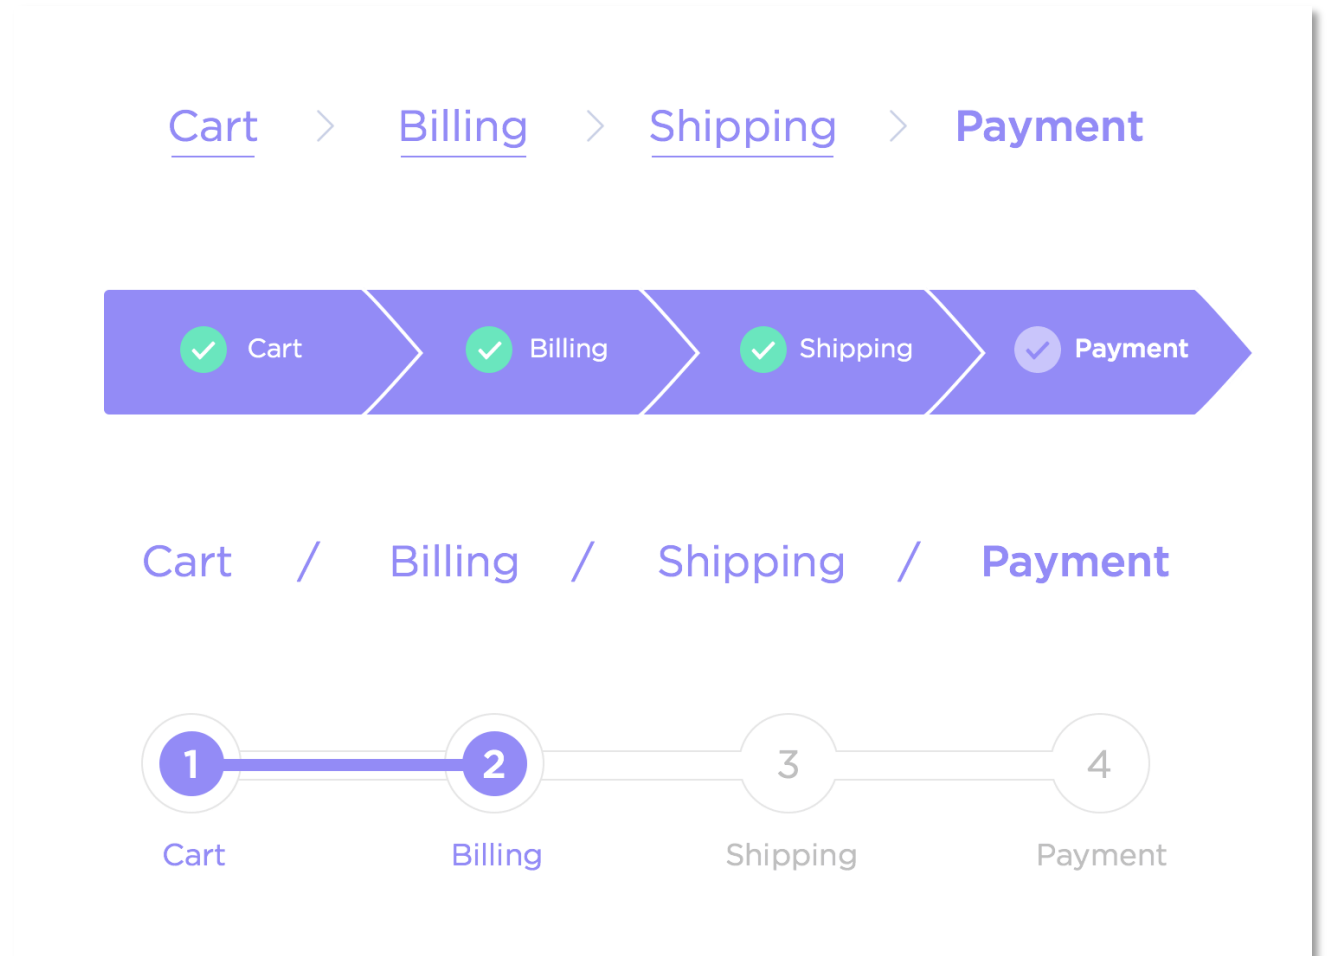 Cart > Billing > Shipping > Payment
Cart Billing Shipping Payment
Cart / Billing / Shipping / Payment
1 2 3 4
Cart Billing Shipping Payment